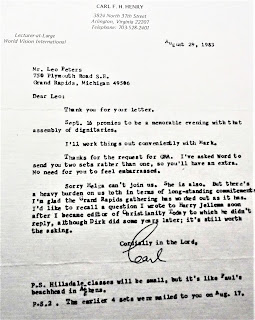 CARL F. H. HENRY
3824 North 37th Street
Arlington, Virginia 22207
Telephone: 703.528-2401
Lecturer-at-Large
World Vision International
August 29, 1983
Mr. Leo Peters
750 Plymouth Road S.E.
Grand Rapids, Michigan 49506
Dear Leo:
Thank you for your letter.
Sept. 16 promies to be a memorable evening with that
assembly of dignitaries.
I'll work things out conveniently with Mark.
Thanks for the request for GRA. I've asked Word to
send you two sets rather than one, so you'll have an extra.
No need for you to feel embarrassed.
Sorry Helga can't join us. She is also. But there's
a heavy burden on us toth in terms of long-standing commitments
I'm glad the Grand Rapids gathering has worked out as it has.
I'd like to recall a question I wrote to Harry Jellema soon
after I became editor of Christianity Today to which he didn't
reply, although Dirk did some years later; it's still worth
the asking.
Cordially in the Lord,
Carl
P.S. Hillsdale classes will be small, but it's like Paul's
beachhead in Athens.
P.S.2. The earlier 4 sets were mailed to you on Aug. 17.